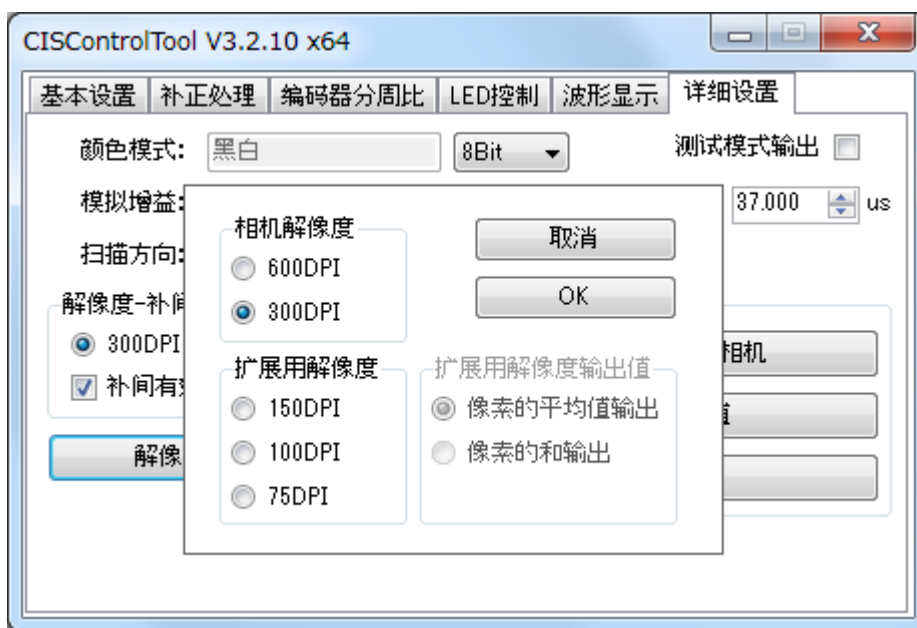 CISControlTool V3.2.10 x64
基本设置 补正处理 编码器分周比 LED控制 波形显示 详细设置
颜色模式: 黑白 8Bit 测试模式输出
模拟增益: 37.000 us
扫描方向:
解像度-补间
300DPI
补间有
解像
相机
值
相机解像度
600DPI
300DPI
取消
OK
扩展用解像度
150DPI
100DPI
75DPI
扩展用解像度输出值
像素的平均值输出
像素的和输出